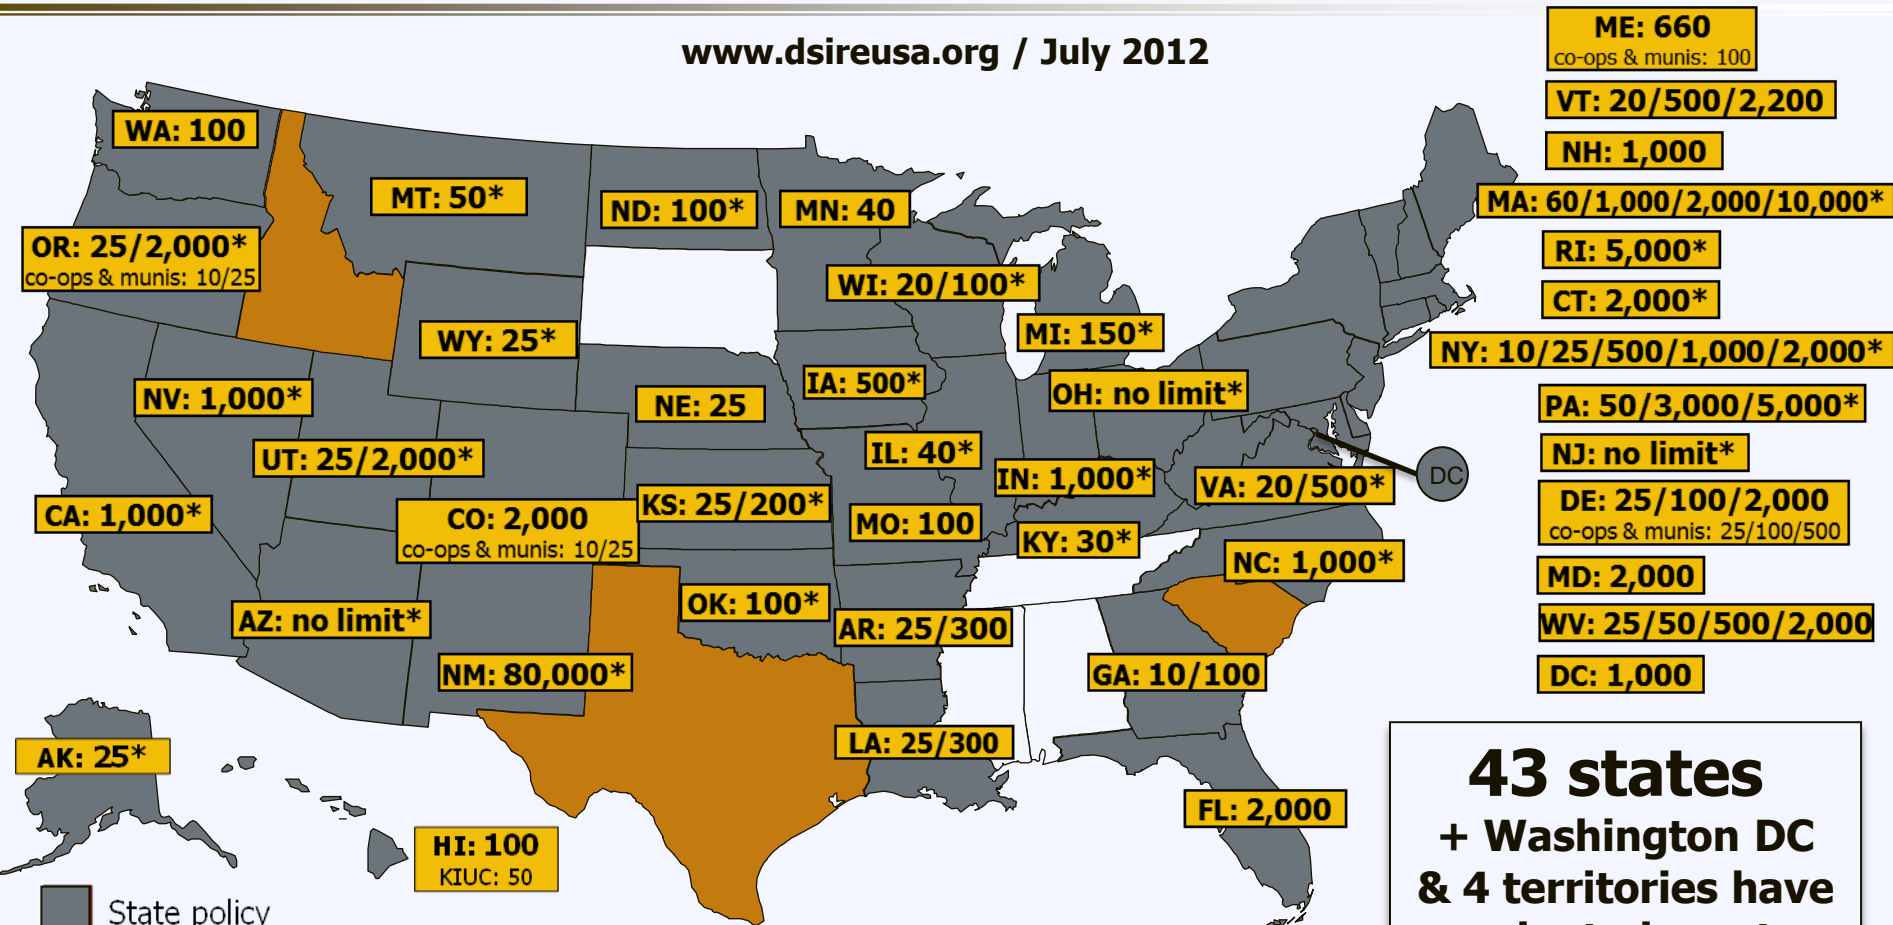 www.dsireusa.org / July 2012
ME: 660
co-ops & munis: 100
VT: 20/500/2,200
NH: 1,000
MA: 60/1,000/2,000/10,000*
RI: 5,000*
CT: 2,000*
NY: 10/25/500/1,000/2,000*
PA: 50/3,000/5,000*
NJ: no limit*
DE: 25/100/2,000
co-ops & munis: 25/100/500
MD: 2,000
WV: 25/50/500/2,000
DC: 1,000
WA: 100
MT: 50*
ND: 100*
MN: 40
OR: 25/2,000*
co-ops & munis: 10/25
WI: 20/100*
WY: 25*
MI: 150*
NV: 1,000*
NE: 25
IA: 500*
OH: no limit*
UT: 25/2,000*
IL: 40*
IN: 1,000*
VA: 20/500*
DC
CA: 1,000*
CO: 2,000
co-ops & munis: 10/25
KS: 25/200*
MO: 100
KY: 30*
NC: 1,000*
AZ: no limit*
OK: 100*
AR: 25/300
NM: 80,000*
GA: 10/100
LA: 25/300
AK: 25*
FL: 2,000
HI: 100
KIUC: 50
State policy
43 states
+ Washington DC
& 4 territories have